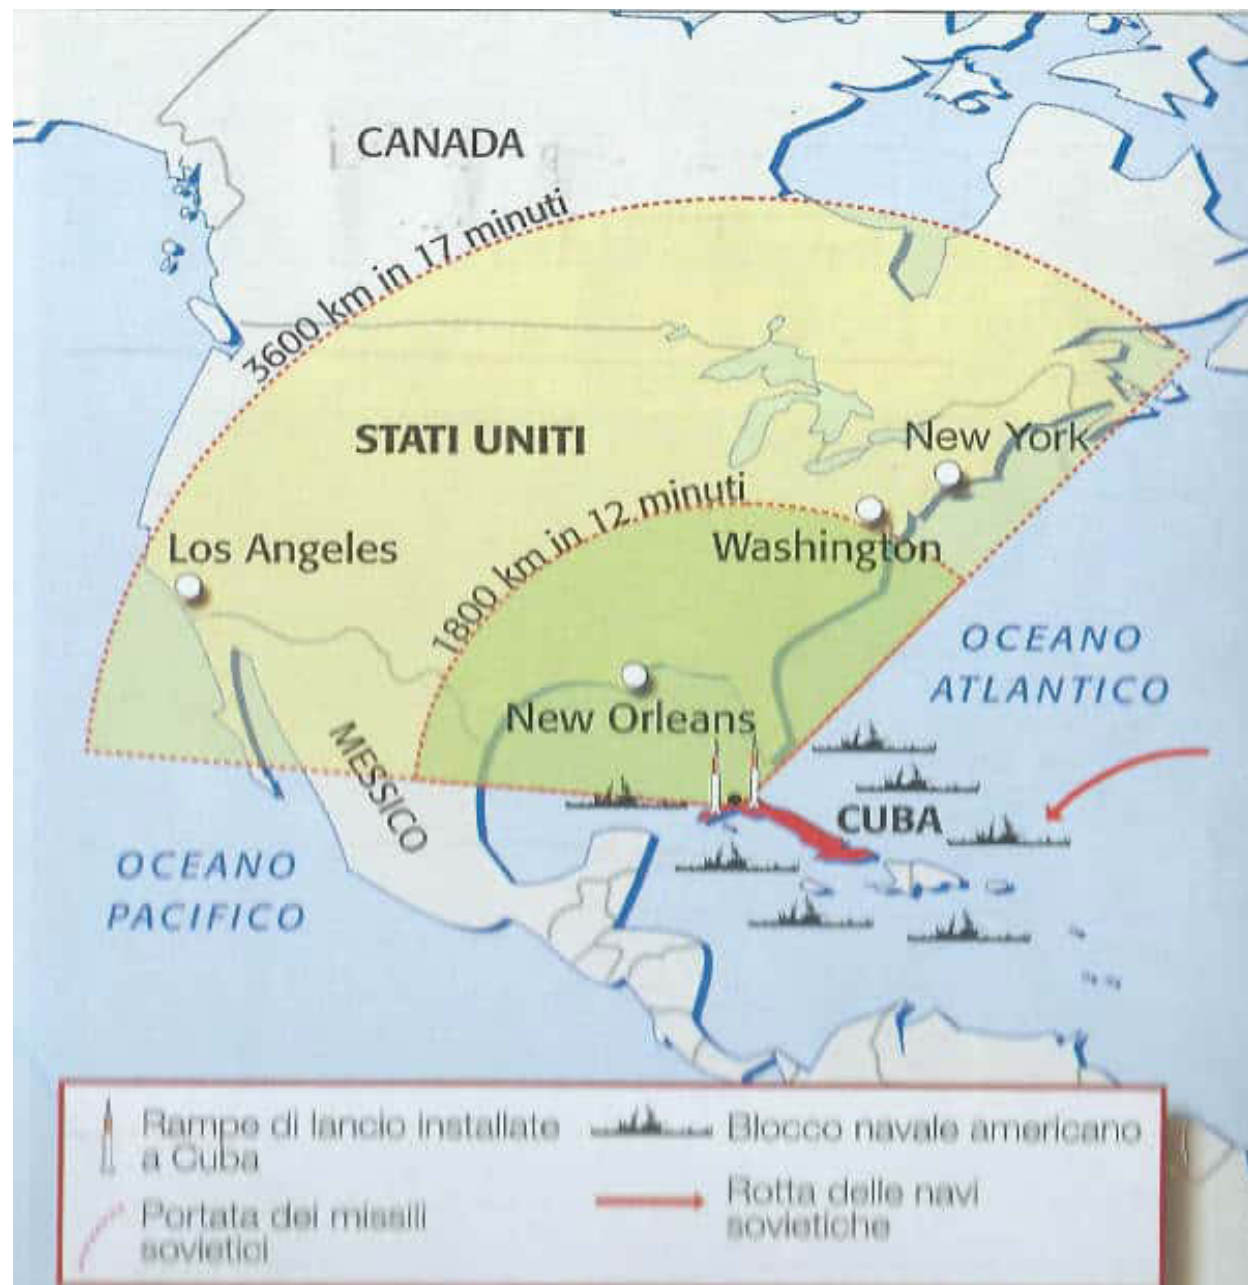 CANADA
3600 km in 17 minuti
STATI UNITI
New York
1800 km in 12 minuti
Los Angeles
Washington
OCEANO
ATLANTICO
New Orleans
MESSICO
CUBA
OCEANO
PACIFICO
Rampe di lancio installate
a Cuba
Blocco navale americano
Portata dei missili
sovietici
Rotta delle navi
sovietiche